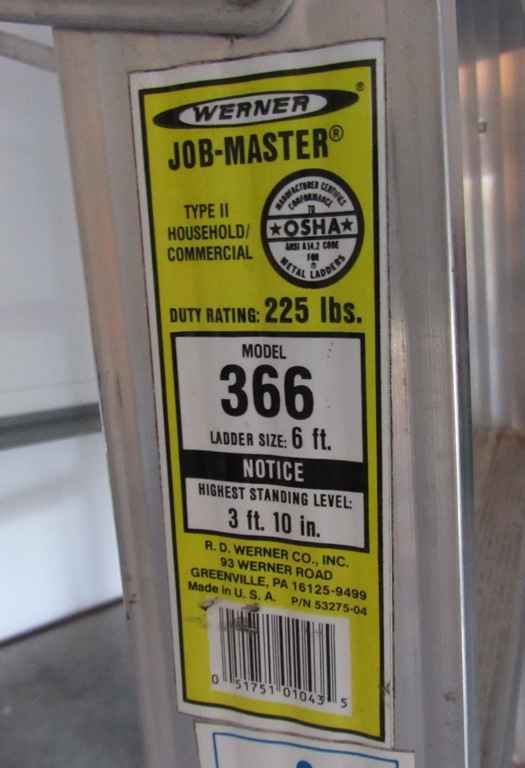 WERNER®
JOB-MASTER®
TYPE II
HOUSEHOLD/
COMMERCIAL
MANUFACTURER CERTIFIES
CONFORMANCE
TO
★OSHA★
ANSI A14.2 CODE
FOR
METAL LADDERS
DUTY RATING: 225 lbs.
MODEL
366
LADDER SIZE: 6 ft.
NOTICE
HIGHEST STANDING LEVEL:
3 ft. 10 in.
R. D. WERNER CO., INC.
93 WERNER ROAD
GREENVILLE, PA 16125-9499
Made in U. S. A. P/N 53275-04
0 51751 01043 5